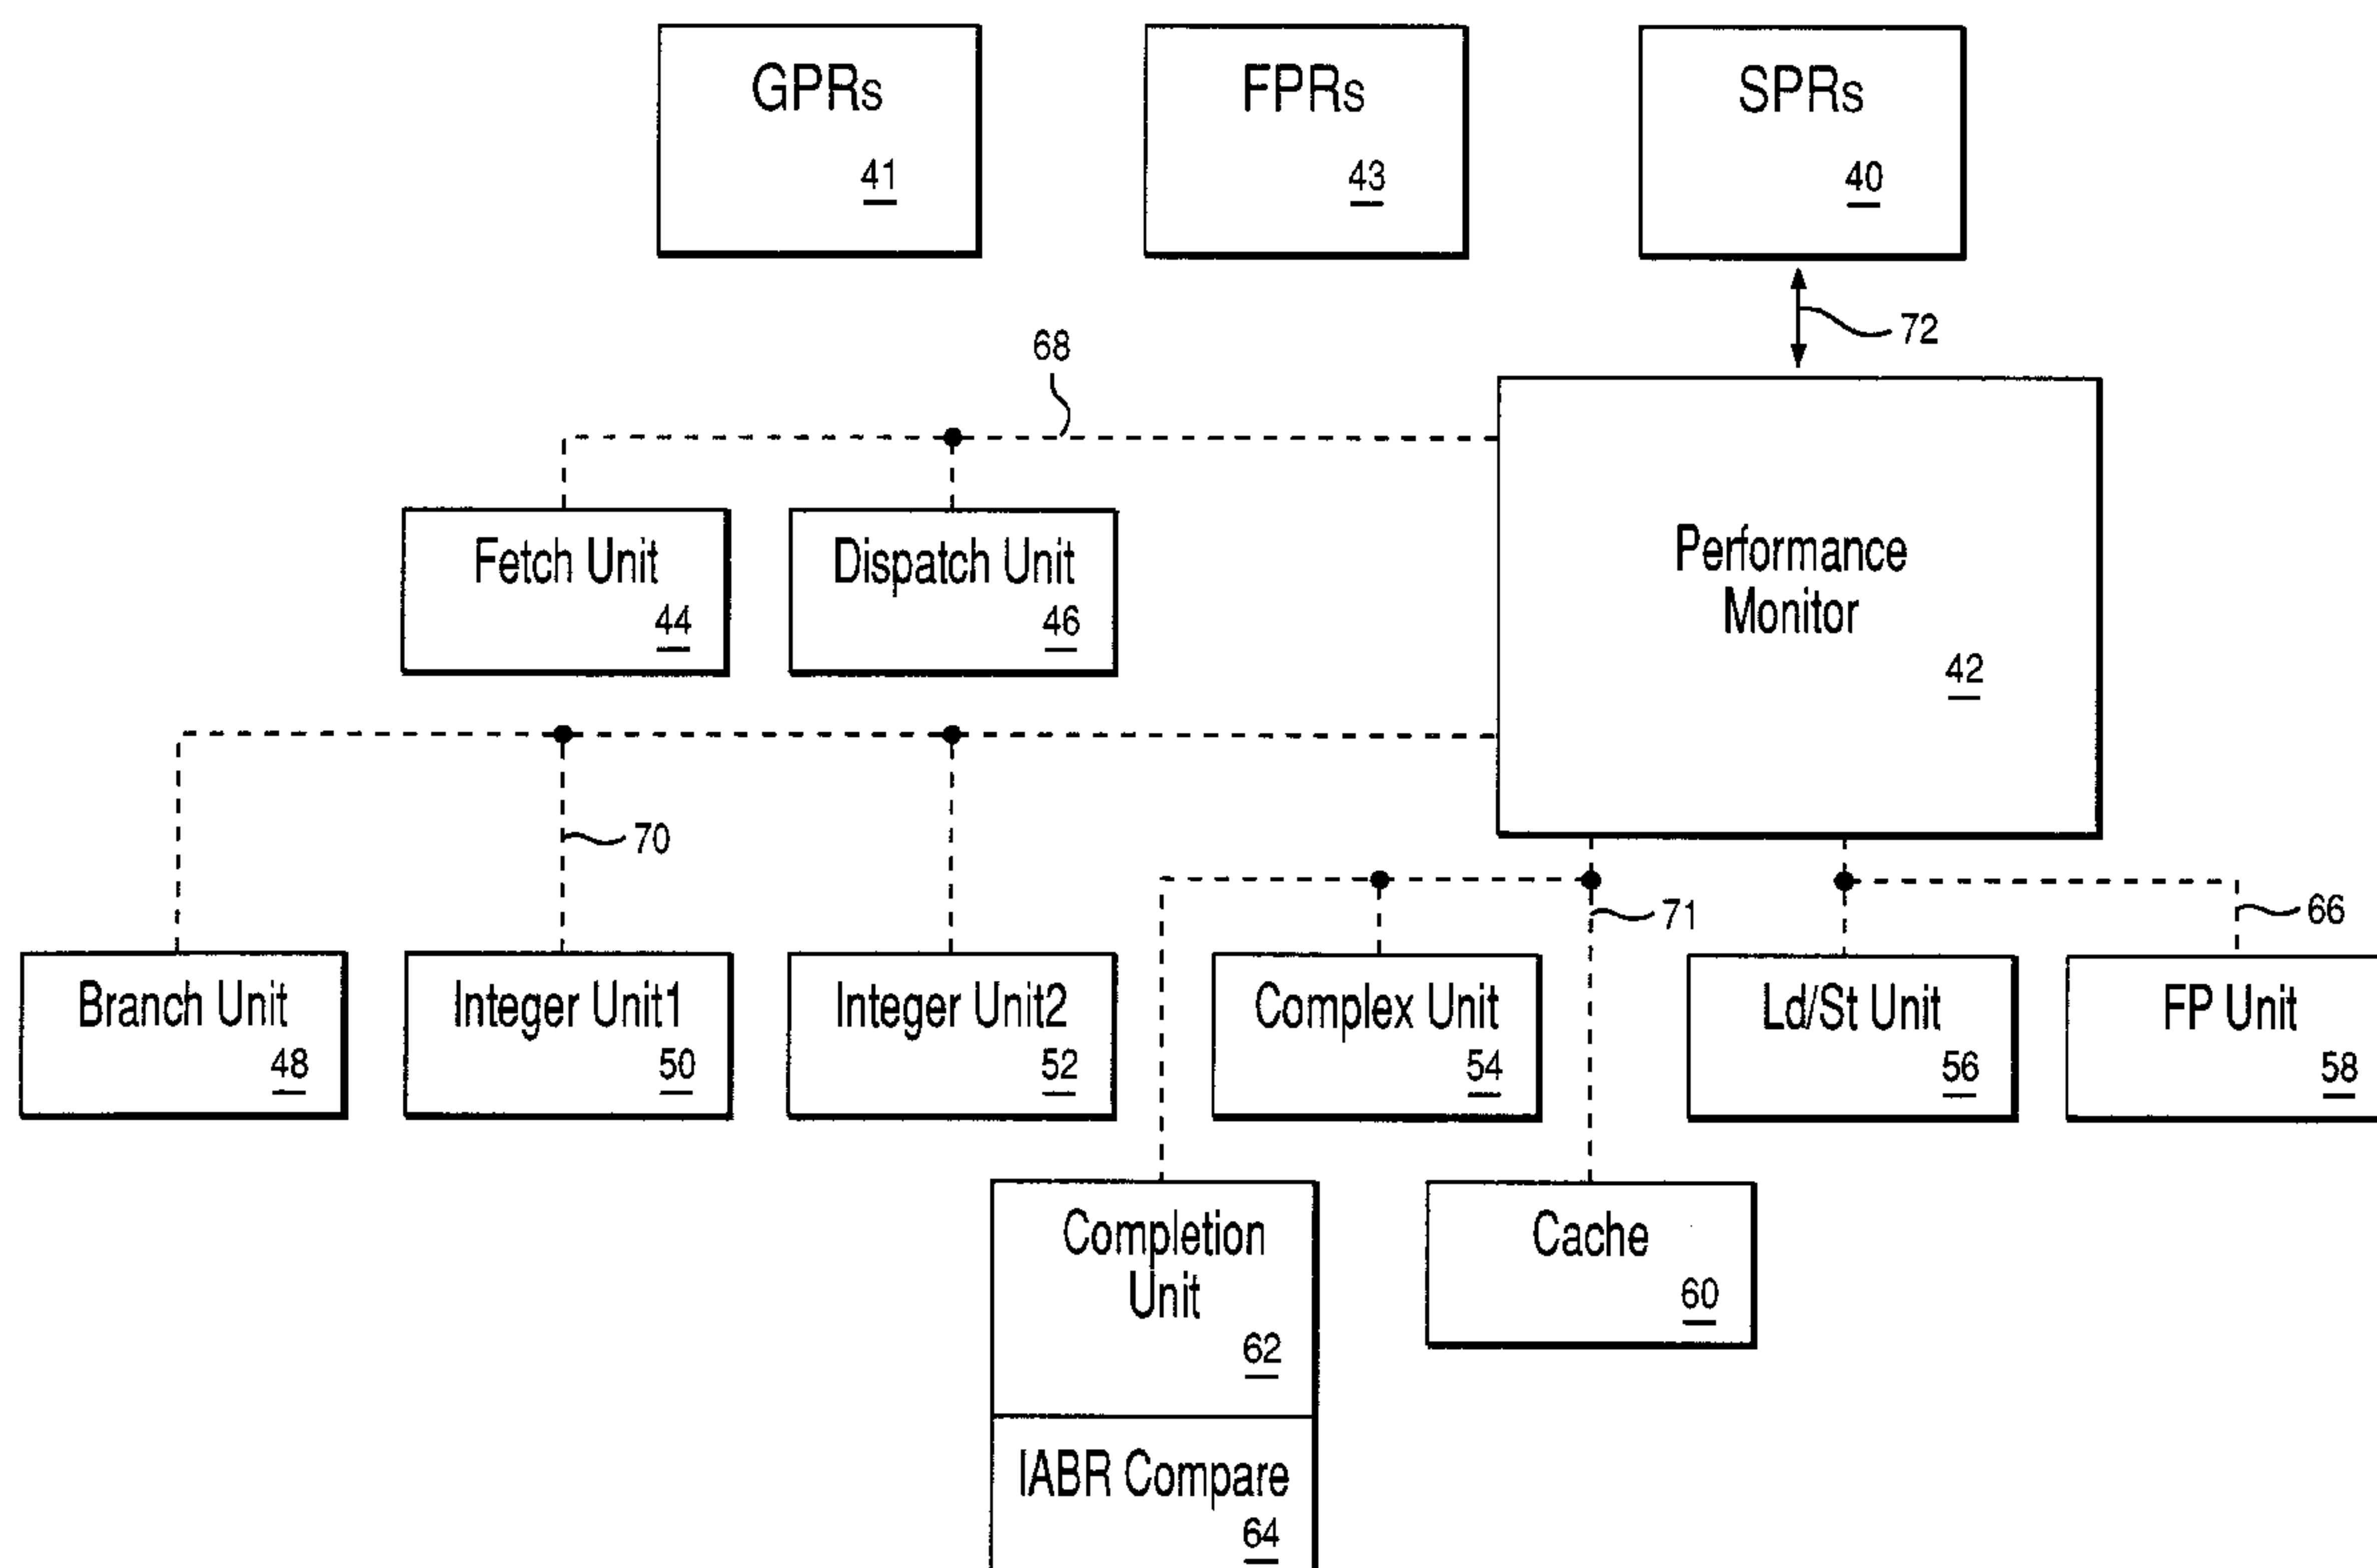 GPRs
41
FPRs
43
SPRs
40
72
68
Fetch Unit
44
Dispatch Unit
46
Performance
Monitor
42
70
71
66
Branch Unit
48
Integer Unit1
50
Integer Unit2
52
Complex Unit
54
Ld/St Unit
56
FP Unit
58
Completion
Unit
62
Cache
60
IABR Compare
64